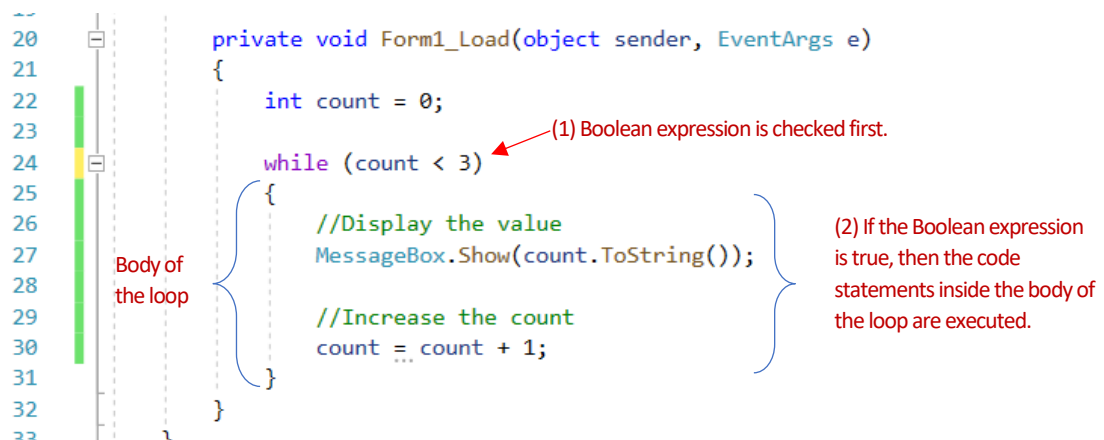 20 private void Form1_Load(object sender, EventArgs e)
21 {
22 int count = 0;
23 (1) Boolean expression is checked first.
24 while (count < 3)
25 {
26 //Display the value
27 MessageBox.Show(count.ToString());
28
29 //Increase the count
30 count = count + 1;
31 }
32 }
33 }
Body of
the loop
(2) If the Boolean expression
is true, then the code
statements inside the body of
the loop are executed.